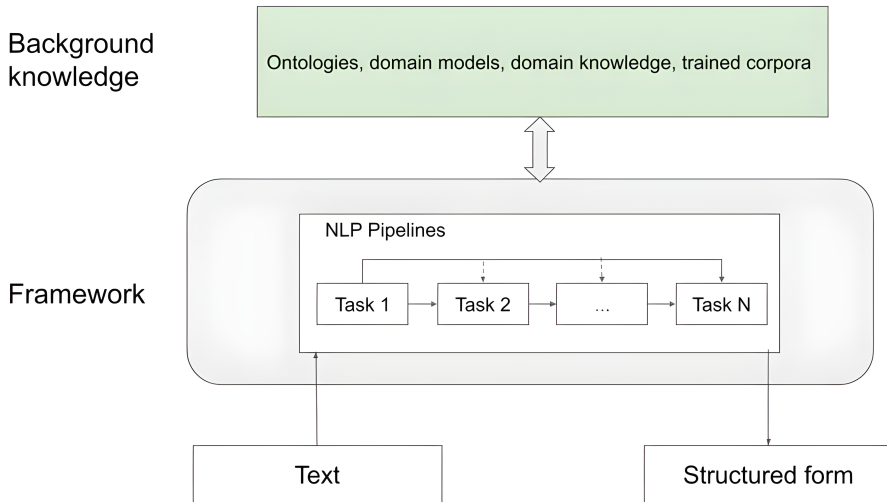 Background
knowledge
Ontologies, domain models, domain knowledge, trained corpora
Framework
NLP Pipelines
Task 1
Task 2
...
Task N
Text
Structured form